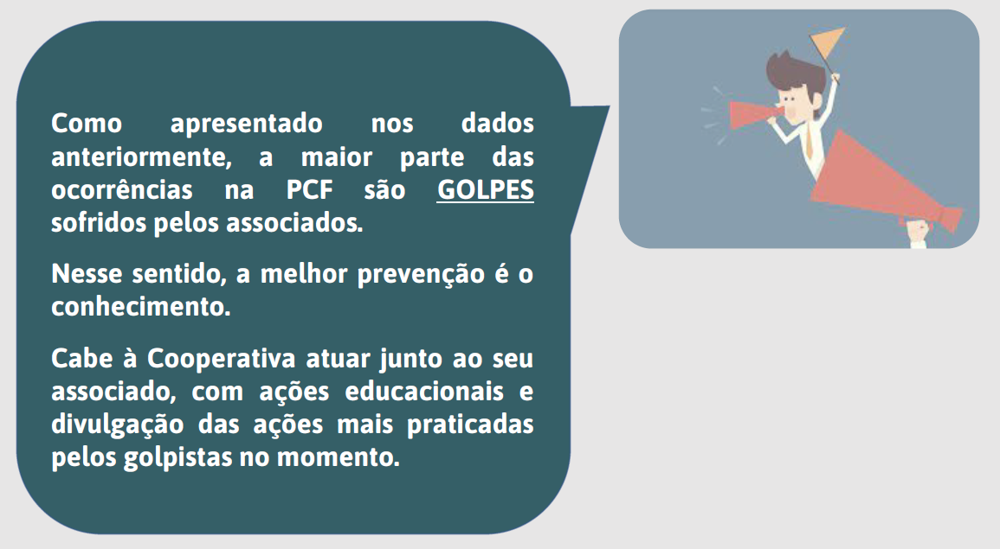 Como apresentado nos dados
anteriormente, a maior parte das
ocorrências na PCF são GOLPES
sofridos pelos associados.
Nesse sentido, a melhor prevenção é o
conhecimento.
Cabe à Cooperativa atuar junto ao seu
associado, com ações educacionais e
divulgação das ações mais praticadas
pelos golpistas no momento.